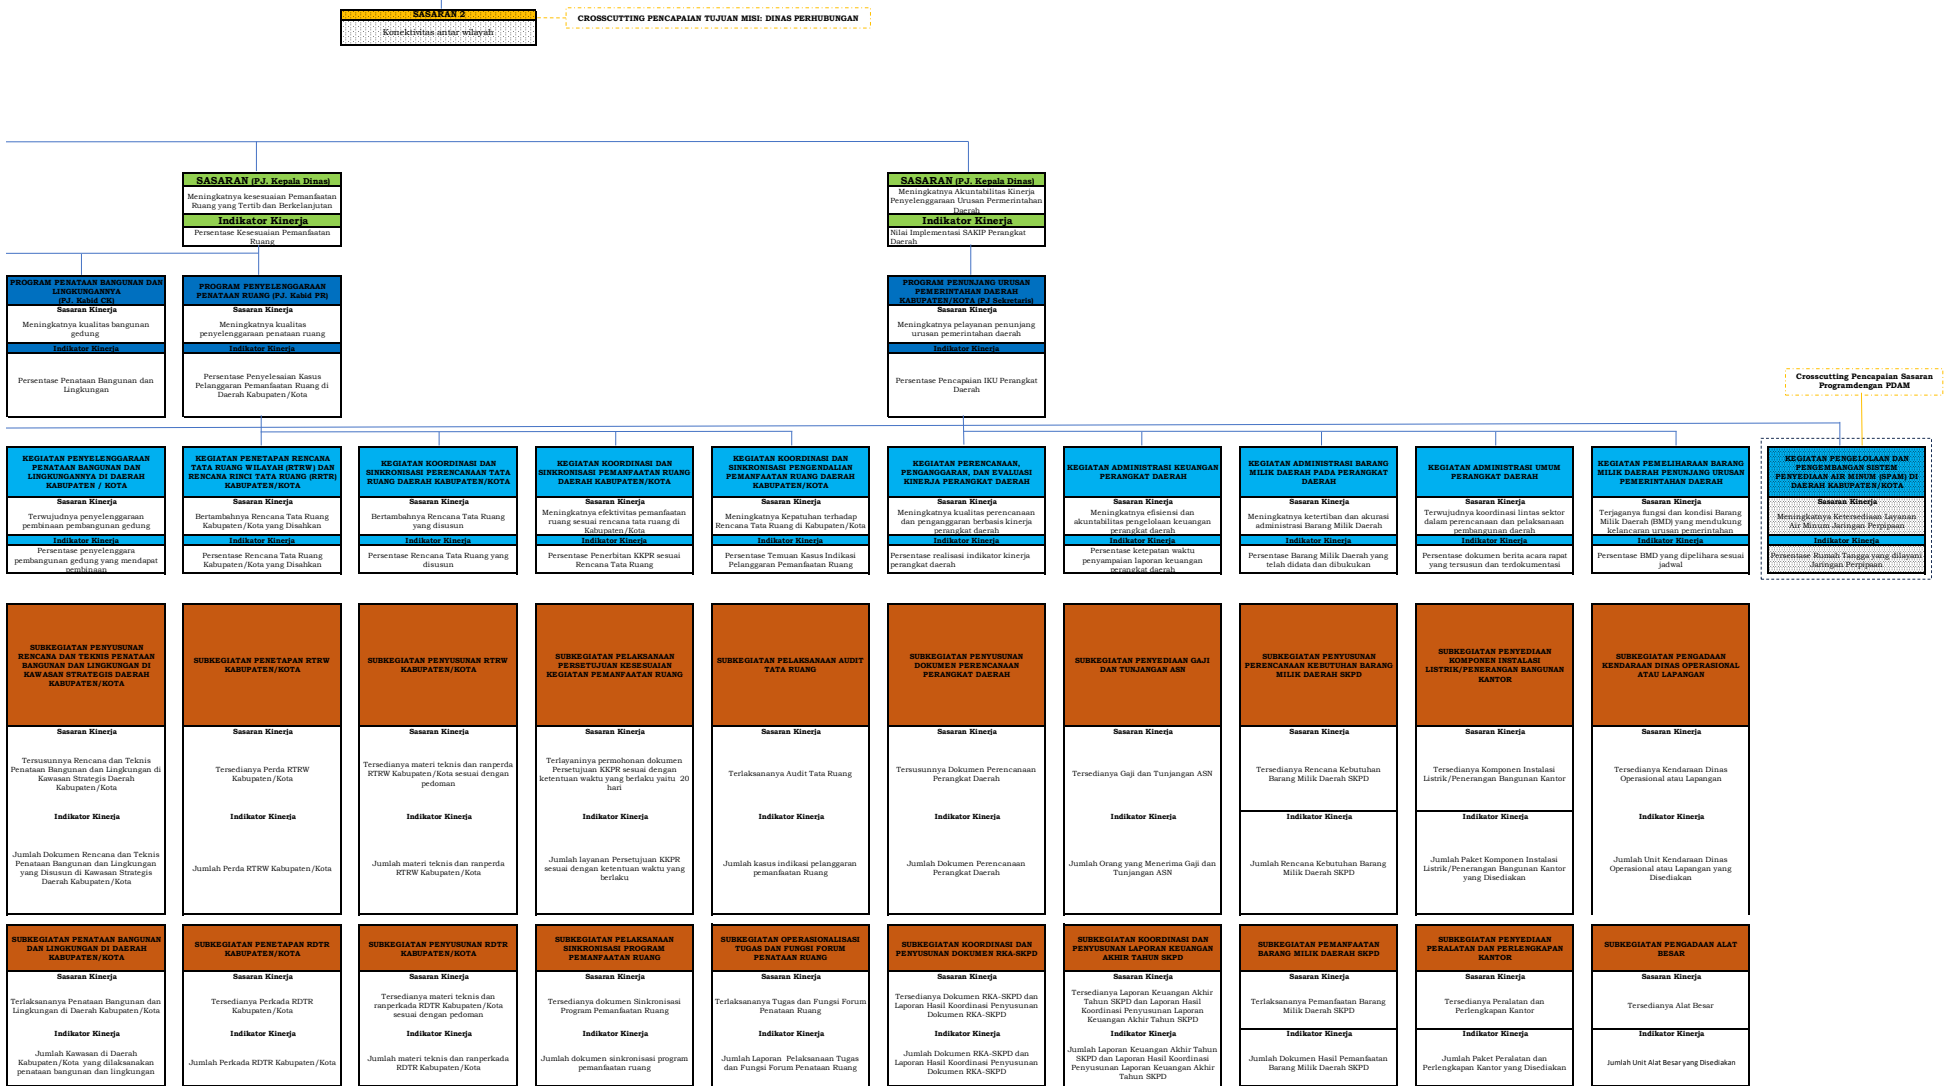 SASARAN 2
Konektivitas antar wilayah
CROSSCUTTING PENCAPAIAN TUJUAN MISI: DINAS PERHUBUNGAN
SASARAN (PJ. Kepala Dinas)
Meningkatnya kesesuaian Pemanfaatan
Ruang yang Tertib dan Berkelanjutan
Indikator Kinerja
Persentase Kesesuaian Pemanfaatan
Ruang
SASARAN (PJ. Kepala Dinas)
Meningkatnya Akuntabilitas Kinerja
Penyelenggaraan Urusan Permerintahan
Daerah
Indikator Kinerja
Nilai Implementasi SAKIP Perangkat
Daerah
PROGRAM PENATAAN BANGUNAN DAN
LINGKUNGANNYA
(PJ. Kabid CK)
Sasaran Kinerja
Meningkatnya kualitas bangunan
gedung
Indikator Kinerja
Persentase Penataan Bangunan dan
Lingkungan
PROGRAM PENYELENGGARAAN
PENATAAN RUANG (PJ. Kabid PR)
Sasaran Kinerja
Meningkatnya kualitas
penyelenggaraan penataan ruang
Indikator Kinerja
Persentase Penyelesaian Kasus
Pelanggaran Pemanfaatan Ruang di
Daerah Kabupaten/Kota
PROGRAM PENUNJANG URUSAN
PEMERINTAHAN DAERAH
KABUPATEN/KOTA (PJ Sekretaris)
Sasaran Kinerja
Meningkatnya pelayanan penunjang
urusan pemerintahan daerah
Indikator Kinerja
Persentase Pencapaian IKU Perangkat
Daerah
Crosscutting Pencapaian Sasaran
Programdengan PDAM
KEGIATAN PENYELENGGARAAN
PENATAAN BANGUNAN DAN
LINGKUNGANNYA DI DAERAH
KABUPATEN / KOTA
Sasaran Kinerja
Terwujudnya penyelenggaraan
pembinaan pembangunan gedung
Indikator Kinerja
Persentase penyelenggara
pembangunan gedung yang mendapat
pembinaan
KEGIATAN PENETAPAN RENCANA
TATA RUANG WILAYAH (RTRW) DAN
RENCANA RINCI TATA RUANG (RRTR)
KABUPATEN/KOTA
Sasaran Kinerja
Bertambahnya Rencana Tata Ruang
Kabupaten/Kota yang Disahkan
Indikator Kinerja
Persentase Rencana Tata Ruang
Kabupaten/Kota yang Disahkan
KEGIATAN KOORDINASI DAN
SINKRONISASI PERENCANAAN TATA
RUANG DAERAH KABUPATEN/KOTA
Sasaran Kinerja
Bertambahnya Rencana Tata Ruang
yang disusun
Indikator Kinerja
Persentase Rencana Tata Ruang yang
disusun
KEGIATAN KOORDINASI DAN
SINKRONISASI PEMANFAATAN RUANG
DAERAH KABUPATEN/KOTA
Sasaran Kinerja
Meningkatnya efektivitas pemanfaatan
ruang sesuai rencana tata ruang di
Kabupaten/Kota
Indikator Kinerja
Persentase Penerbitan KKPR sesuai
Rencana Tata Ruang
KEGIATAN KOORDINASI DAN
SINKRONISASI PENGENDALIAN
PEMANFAATAN RUANG DAERAH
KABUPATEN/KOTA
Sasaran Kinerja
Meningkatnya Kepatuhan terhadap
Rencana Tata Ruang di Kabupaten/Kota
Indikator Kinerja
Persentase Temuan Kasus Indikasi
Pelanggaran Pemanfaatan Ruang
KEGIATAN PERENCANAAN,
PENGANGGARAN, DAN EVALUASI
KINERJA PERANGKAT DAERAH
Sasaran Kinerja
Meningkatnya kualitas perencanaan
dan penganggaran berbasis kinerja
perangkat daerah
Indikator Kinerja
Persentase realisasi indikator kinerja
perangkat daerah
KEGIATAN ADMINISTRASI KEUANGAN
PERANGKAT DAERAH
Sasaran Kinerja
Meningkatnya efisiensi dan
akuntabilitas pengelolaan keuangan
perangkat daerah
Indikator Kinerja
Persentase ketepatan waktu
penyampaian laporan keuangan
perangkat daerah
KEGIATAN ADMINISTRASI BARANG
MILIK DAERAH PADA PERANGKAT
DAERAH
Sasaran Kinerja
Meningkatnya ketertiban dan akurasi
administrasi Barang Milik Daerah
Indikator Kinerja
Persentase Barang Milik Daerah yang
telah didata dan dibukukan
KEGIATAN ADMINISTRASI UMUM
PERANGKAT DAERAH
Sasaran Kinerja
Terwujudnya koordinasi lintas sektor
dalam perencanaan dan pelaksanaan
pembangunan daerah
Indikator Kinerja
Persentase dokumen berita acara rapat
yang tersusun dan terdokumentasi
KEGIATAN PEMELIHARAAN BARANG
MILIK DAERAH PENUNJANG URUSAN
PEMERINTAHAN DAERAH
Sasaran Kinerja
Terjaganya fungsi dan kondisi Barang
Milik Daerah (BMD) yang mendukung
kelancaran urusan pemerintahan
Indikator Kinerja
Persentase BMD yang dipelihara sesuai
jadwal
KEGIATAN PENGELOLAAN DAN
PENGEMBANGAN SISTEM
PENYEDIAAN AIR MINUM (SPAM) DI
DAERAH KABUPATEN/KOTA
Sasaran Kinerja
Meningkatnya Ketersediaan Layanan
Air Minum Jaringan Perpipaan
Indikator Kinerja
Persentase Rumah Tangga yang dilayani
Jaringan Perpipaan
SUBKEGIATAN PENYUSUNAN
RENCANA DAN TEKNIS PENATAAN
BANGUNAN DAN LINGKUNGAN DI
KAWASAN STRATEGIS DAERAH
KABUPATEN/KOTA
Sasaran Kinerja
Tersusunnya Rencana dan Teknis
Penataan Bangunan dan Lingkungan di
Kawasan Strategis Daerah
Kabupaten/Kota
Indikator Kinerja
Jumlah Dokumen Rencana dan Teknis
Penataan Bangunan dan Lingkungan
yang Disusun di Kawasan Strategis
Daerah Kabupaten/Kota
SUBKEGIATAN PENETAPAN RTRW
KABUPATEN/KOTA
Sasaran Kinerja
Tersedianya Perda RTRW
Kabupaten/Kota
Indikator Kinerja
Jumlah Perda RTRW Kabupaten/Kota
SUBKEGIATAN PENYUSUNAN RTRW
KABUPATEN/KOTA
Sasaran Kinerja
Tersedianya materi teknis dan ranperda
RTRW Kabupaten/Kota sesuai dengan
pedoman
Indikator Kinerja
Jumlah materi teknis dan ranperda
RTRW Kabupaten/Kota
SUBKEGIATAN PELAKSANAAN
PERSETUJUAN KESESUAIAN
KEGIATAN PEMANFAATAN RUANG
Sasaran Kinerja
Terlayaninya permohonan dokumen
Persetujuan KKPR sesuai dengan
ketentuan waktu yang berlaku yaitu 20
hari
Indikator Kinerja
Jumlah layanan Persetujuan KKPR
sesuai dengan ketentuan waktu yang
berlaku
SUBKEGIATAN PELAKSANAAN AUDIT
TATA RUANG
Sasaran Kinerja
Terlaksananya Audit Tata Ruang
Indikator Kinerja
Jumlah kasus indikasi pelanggaran
pemanfaatan Ruang
SUBKEGIATAN PENYUSUNAN
DOKUMEN PERENCANAAN
PERANGKAT DAERAH
Sasaran Kinerja
Tersusunnya Dokumen Perencanaan
Perangkat Daerah
Indikator Kinerja
Jumlah Dokumen Perencanaan
Perangkat Daerah
SUBKEGIATAN PENYEDIAAN GAJI
DAN TUNJANGAN ASN
Sasaran Kinerja
Tersedianya Gaji dan Tunjangan ASN
Indikator Kinerja
Jumlah Orang yang Menerima Gaji dan
Tunjangan ASN
SUBKEGIATAN PENYUSUNAN
PERENCANAAN KEBUTUHAN BARANG
MILIK DAERAH SKPD
Sasaran Kinerja
Tersedianya Rencana Kebutuhan
Barang Milik Daerah SKPD
Indikator Kinerja
Jumlah Rencana Kebutuhan Barang
Milik Daerah SKPD
SUBKEGIATAN PENYEDIAAN
KOMPONEN INSTALASI
LISTRIK/PENERANGAN BANGUNAN
KANTOR
Sasaran Kinerja
Tersedianya Komponen Instalasi
Listrik/Penerangan Bangunan Kantor
Indikator Kinerja
Jumlah Paket Komponen Instalasi
Listrik/Penerangan Bangunan Kantor
yang Disediakan
SUBKEGIATAN PENGADAAN
KENDARAAN DINAS OPERASIONAL
ATAU LAPANGAN
Sasaran Kinerja
Tersedianya Kendaraan Dinas
Operasional atau Lapangan
Indikator Kinerja
Jumlah Unit Kendaraan Dinas
Operasional atau Lapangan yang
Disediakan
SUBKEGIATAN PENATAAN BANGUNAN
DAN LINGKUNGAN DI DAERAH
KABUPATEN/KOTA
Sasaran Kinerja
Terlaksananya Penataan Bangunan dan
Lingkungan di Daerah Kabupaten/Kota
Indikator Kinerja
Jumlah Kawasan di Daerah
Kabupaten/Kota yang dilaksanakan
penataan bangunan dan lingkungan
SUBKEGIATAN PENETAPAN RDTR
KABUPATEN/KOTA
Sasaran Kinerja
Tersedianya Perkada RDTR
Kabupaten/Kota
Indikator Kinerja
Jumlah Perkada RDTR Kabupaten/Kota
SUBKEGIATAN PENYUSUNAN RDTR
KABUPATEN/KOTA
Sasaran Kinerja
Tersedianya materi teknis dan
ranperkada RDTR Kabupaten/Kota
sesuai dengan pedoman
Indikator Kinerja
Jumlah materi teknis dan ranperkada
RDTR Kabupaten/Kota
SUBKEGIATAN PELAKSANAAN
SINKRONISASI PROGRAM
PEMANFAATAN RUANG
Sasaran Kinerja
Tersedianya dokumen Sinkronisasi
Program Pemanfaatan Ruang
Indikator Kinerja
Jumlah dokumen sinkronisasi program
pemanfaatan ruang
SUBKEGIATAN OPERASIONALISASI
TUGAS DAN FUNGSI FORUM
PENATAAN RUANG
Sasaran Kinerja
Terlaksananya Tugas dan Fungsi Forum
Penataan Ruang
Indikator Kinerja
Jumlah Laporan Pelaksanaan Tugas
dan Fungsi Forum Penataan Ruang
SUBKEGIATAN KOORDINASI DAN
PENYUSUNAN DOKUMEN RKA-SKPD
Sasaran Kinerja
Tersedianya Dokumen RKA-SKPD dan
Laporan Hasil Koordinasi Penyusunan
Dokumen RKA-SKPD
Indikator Kinerja
Jumlah Dokumen RKA-SKPD dan
Laporan Hasil Koordinasi Penyusunan
Dokumen RKA-SKPD
SUBKEGIATAN KOORDINASI DAN
PENYUSUNAN LAPORAN KEUANGAN
AKHIR TAHUN SKPD
Sasaran Kinerja
Tersedianya Laporan Keuangan Akhir
Tahun SKPD dan Laporan Hasil
Koordinasi Penyusunan Laporan
Keuangan Akhir Tahun SKPD
Indikator Kinerja
Jumlah Laporan Keuangan Akhir Tahun
SKPD dan Laporan Hasil Koordinasi
Penyusunan Laporan Keuangan Akhir
Tahun SKPD
SUBKEGIATAN PEMANFAATAN
BARANG MILIK DAERAH SKPD
Sasaran Kinerja
Terlaksananya Pemanfaatan Barang
Milik Daerah SKPD
Indikator Kinerja
Jumlah Dokumen Hasil Pemanfaatan
Barang Milik Daerah SKPD
SUBKEGIATAN PENYEDIAAN
PERALATAN DAN PERLENGKAPAN
KANTOR
Sasaran Kinerja
Tersedianya Peralatan dan
Perlengkapan Kantor
Indikator Kinerja
Jumlah Paket Peralatan dan
Perlengkapan Kantor yang Disediakan
SUBKEGIATAN PENGADAAN ALAT
BESAR
Sasaran Kinerja
Tersedianya Alat Besar
Indikator Kinerja
Jumlah Unit Alat Besar yang Disediakan